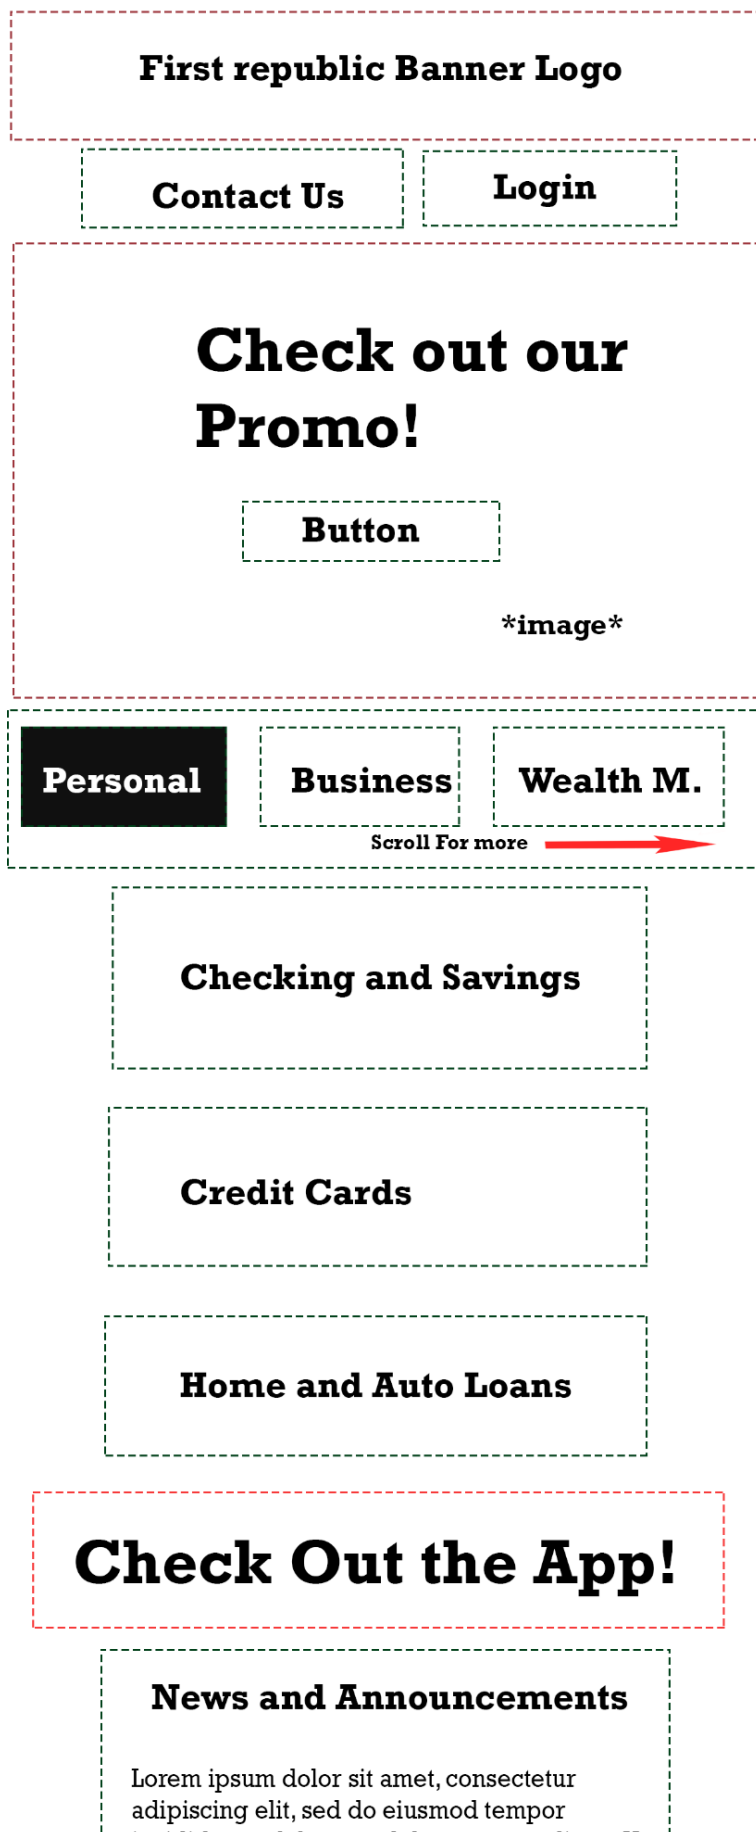 First republic Banner Logo
Contact Us
Login
Check out our
Promo!
Button
*image*
Personal
Business
Wealth M.
Scroll For more
Checking and Savings
Credit Cards
Home and Auto Loans
Check Out the App!
News and Announcements
Lorem ipsum dolor sit amet, consectetur
adipiscing elit, sed do eiusmod tempor